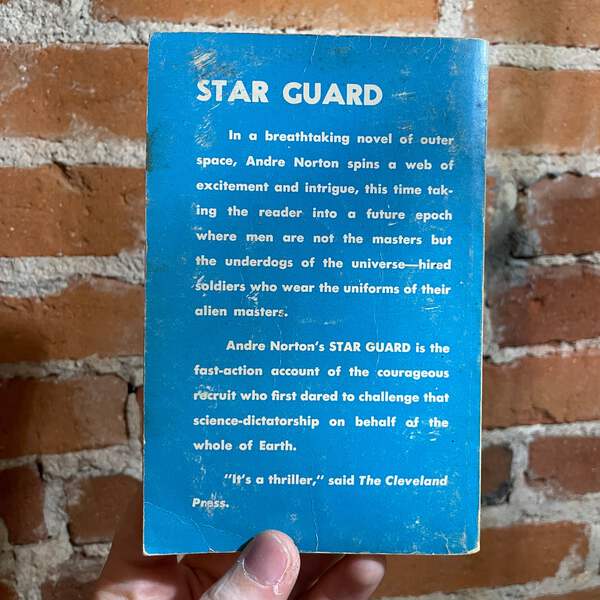 STAR GUARD
In a breathtaking novel of outer
space, Andre Norton spins a web of
excitement and intrigue, this time tak-
ing the reader into a future epoch
where men are not the masters but
the underdogs of the universe—hired
soldiers who wear the uniforms of their
alien masters.
Andre Norton's STAR GUARD is the
fast-action account of the courageous
recruit who first dared to challenge that
science-dictatorship on behalf of the
whole of Earth.
"It's a thriller," said The Cleveland
Press.